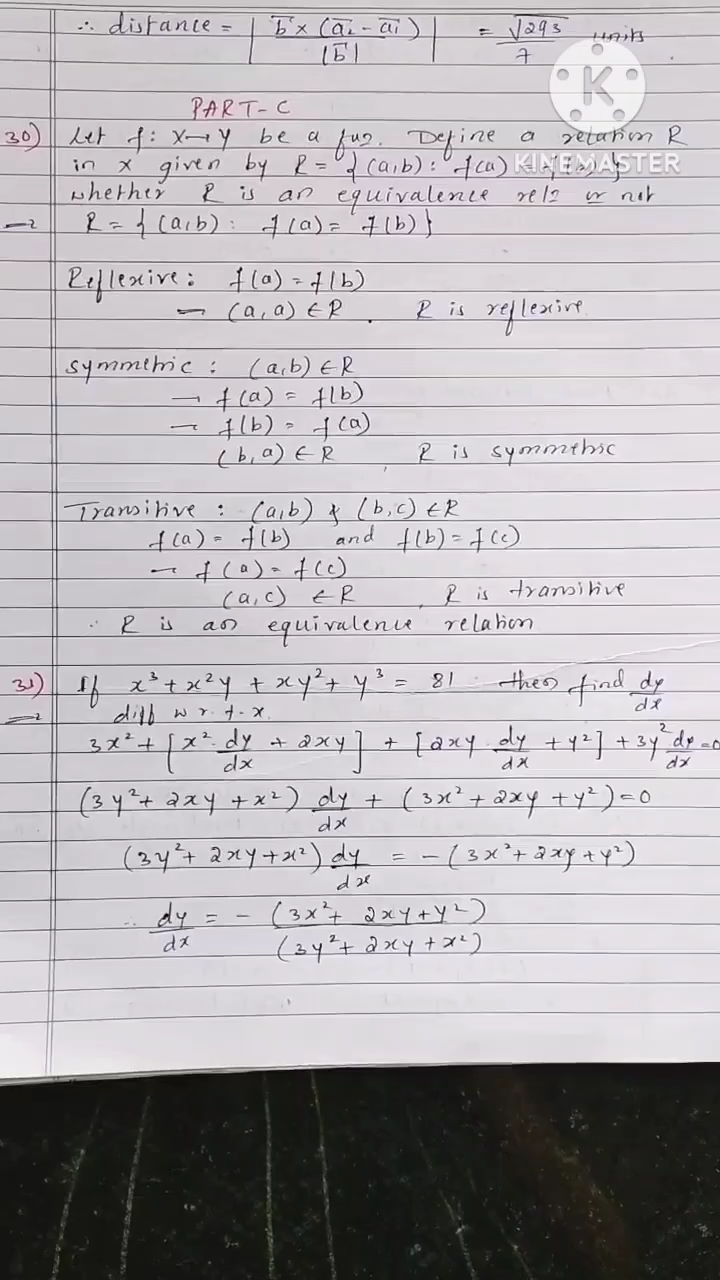 ∴ distance = | b̅ × (a̅₂ - a̅₁) / |b̅| | = √293 / 7 units
PART-C
30) Let f: X→Y be a fun. Define a relation R
in x given by R = { (a,b): f(a) = f(b) }
whether R is an equivalence rel? or not
R = { (a,b): f(a) = f(b) }
Reflexive: f(a) = f(b)
→ (a,a) ∈ R. R is reflexive.
symmetric: (a,b) ∈ R
→ f(a) = f(b)
→ f(b) = f(a)
(b,a) ∈ R, R is symmetric
Transitive: (a,b) & (b,c) ∈ R
f(a) = f(b) and f(b) = f(c)
→ f(a) = f(c)
(a,c) ∈ R. R is transitive
∴ R is an equivalence relation
31) If x³ + x²y + xy² + y³ = 81 then find dy/dx
diff w.r.t.x.
3x² + [x². dy/dx + 2xy] + [2xy dy/dx + y²] + 3y² dy/dx = 0
(3y² + 2xy + x²) dy/dx + (3x² + 2xy + y²) = 0
(3y² + 2xy + x²) dy/dx = -(3x² + 2xy + y²)
∴ dy/dx = - (3x² + 2xy + y²) / (3y² + 2xy + x²)
KINEMASTER